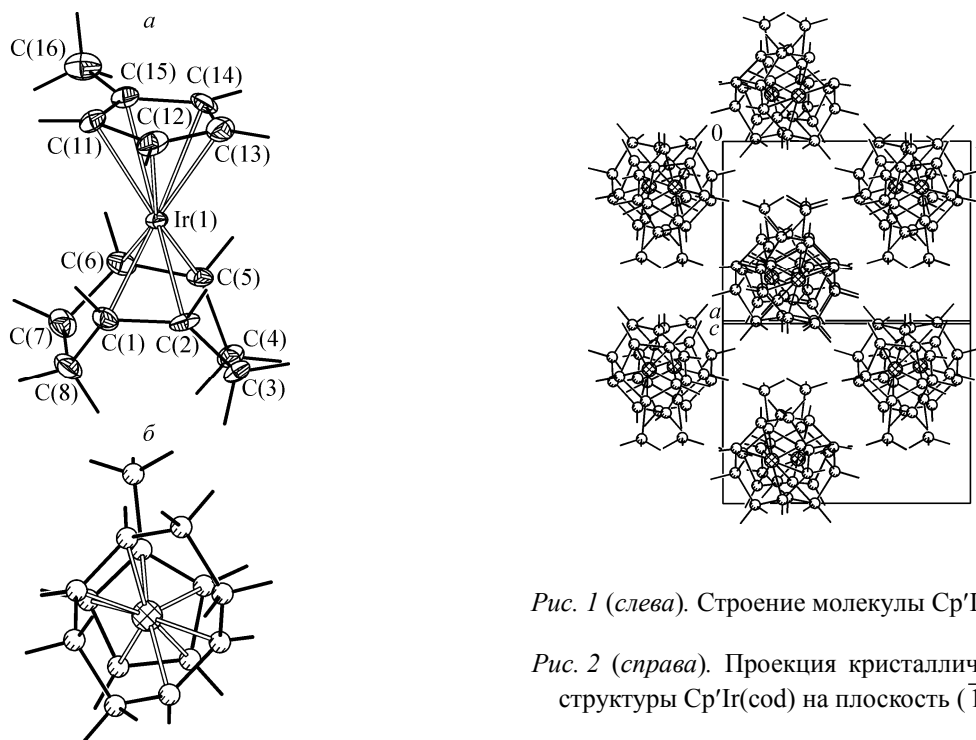 а
C(16)
C(15)
C(14)
C(12)
C(11)
C(13)
Ir(1)
C(6)
C(5)
C(7)
C(1)
C(2)
C(4)
C(8)
C(3)
б
0
a
c
Рис. 1 (слева). Строение молекулы Cp′I
Рис. 2 (справа). Проекция кристаллич
структуры Cp′Ir(cod) на плоскость (1̅